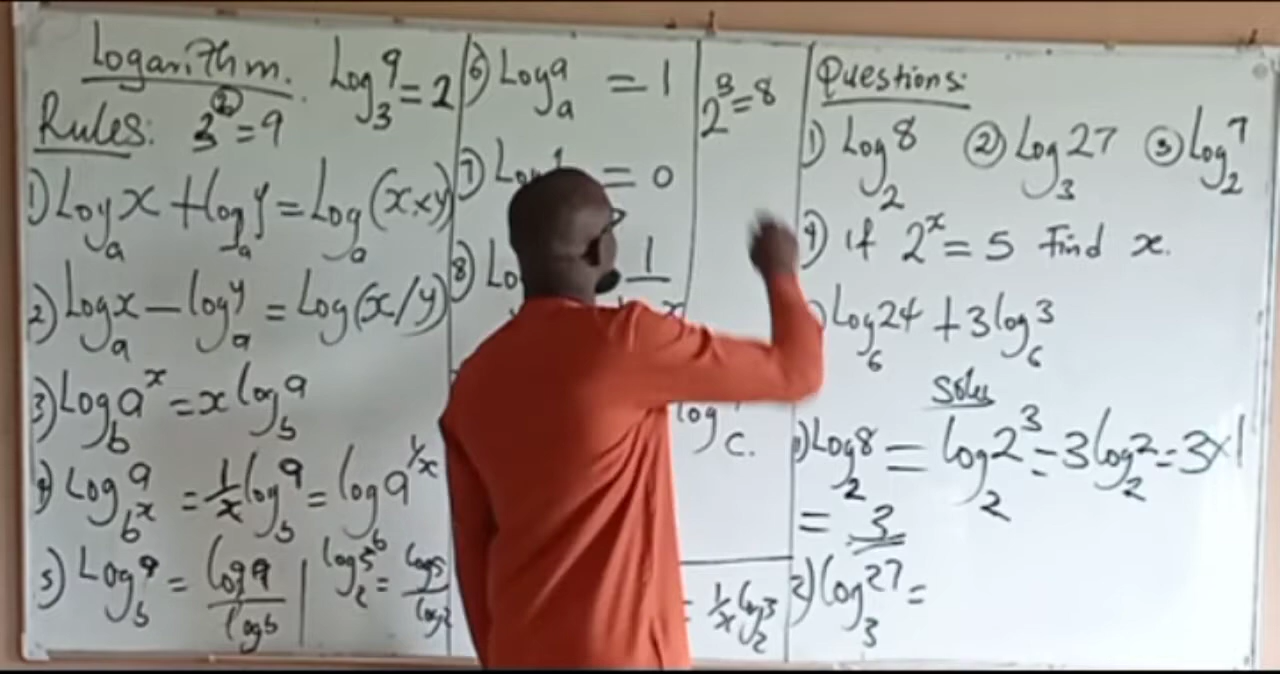 Logarithm. Log₃9 = 2
Rules: 3² = 9
1) Logₐx + logₐy = Logₐ(x×y)
2) Logₐx − logₐy = Log(x/y)
3) Log_b a^x = x log_b a
4) Log_{b^x} a = 1/x log_b a = log_b a^{1/x}
5) Log_b a = log a / log b
log₂5 = log5 / log2
6) Logₐa = 1
7) = 0
8) 1
log c.
= 1/x log₂3
2³ = 8
Questions:
1) Log₂8 ② Log₃27 ③ Log₂7
4) If 2^x = 5 Find x.
) Log₆24 + 3log₆3
Soln
1) Log₂8 = log₂2³ = 3log₂2 = 3×1
= 3
2) log₃27 =